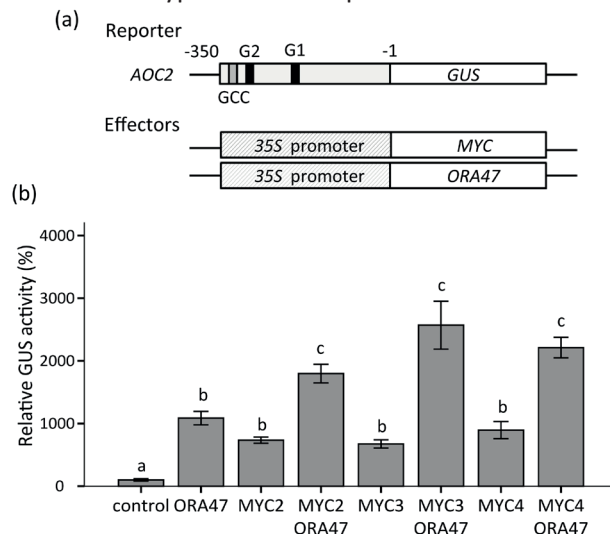 (a)
Reporter
-350 G2 G1 -1
AOC2 GUS
GCC
Effectors
35S promoter MYC
35S promoter ORA47
(b)
Relative GUS activity (%)
4000
3000
2000
1000
0
a
b
b
c
b
c
b
c
control ORA47 MYC2 MYC2 MYC3 MYC3 MYC4 MYC4
ORA47 ORA47 ORA47